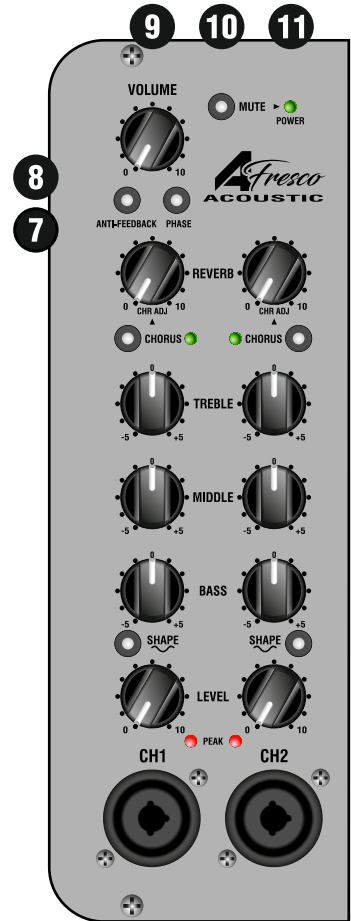 9 10 11
VOLUME
MUTE
POWER
0 10
8
A Fresco
ACOUSTIC
7
ANTI-FEEDBACK PHASE
REVERB
0 10 0 10
CHR ADJ CHR ADJ
CHORUS CHORUS
0 0
TREBLE
-5 +5 -5 +5
0 0
MIDDLE
-5 +5 -5 +5
0 0
BASS
-5 +5 -5 +5
SHAPE SHAPE
LEVEL
0 10 0 10
PEAK
CH1 CH2